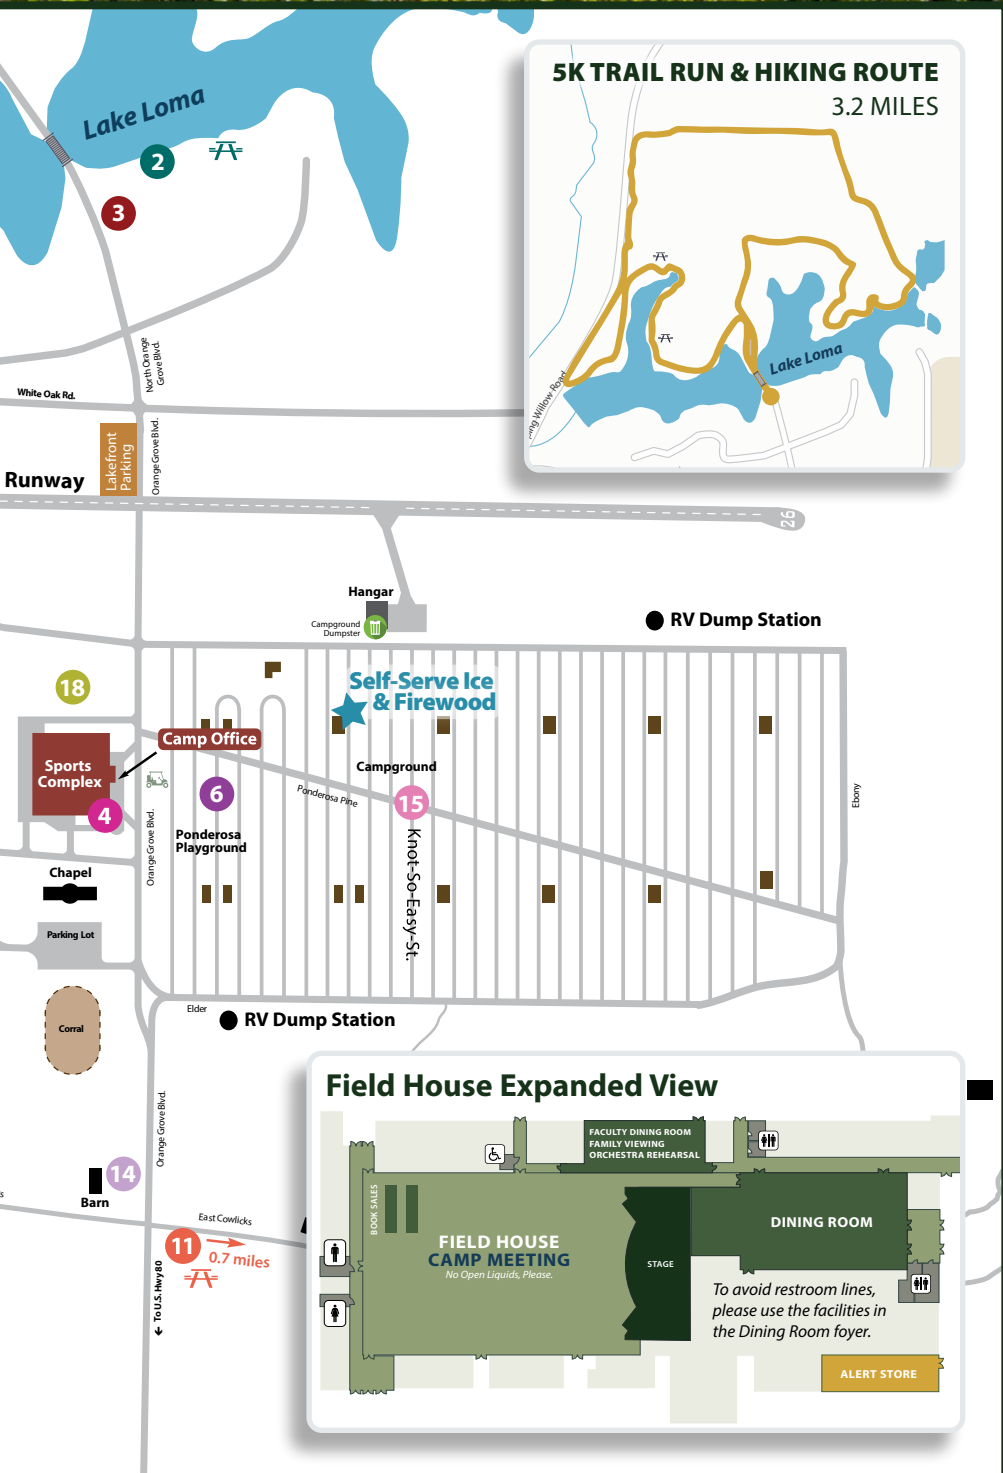 5K TRAIL RUN & HIKING ROUTE
3.2 MILES
Lake Loma
2
3
Lake Loma
ing Willow Road
North Orange
Grove Blvd.
White Oak Rd.
Lakefront
Parking
Orange Grove Blvd.
Runway
26
Hangar
Campground
Dumpster
RV Dump Station
18
Self-Serve Ice
& Firewood
Camp Office
Sports
Complex
4
6
Campground
15
Ponderosa Pine
Ebony
Ponderosa
Playground
Orange Grove Blvd.
Knot-So-Easy-St.
Chapel
Parking Lot
Elder
RV Dump Station
Corral
Orange Grove Blvd.
14
Barn
s
East Cowlicks
11
0.7 miles
← To U.S. Hwy 80
Field House Expanded View
FACULTY DINING ROOM
FAMILY VIEWING
ORCHESTRA REHEARSAL
BOOK SALES
FIELD HOUSE
CAMP MEETING
No Open Liquids, Please.
STAGE
DINING ROOM
To avoid restroom lines,
please use the facilities in
the Dining Room foyer.
ALERT STORE